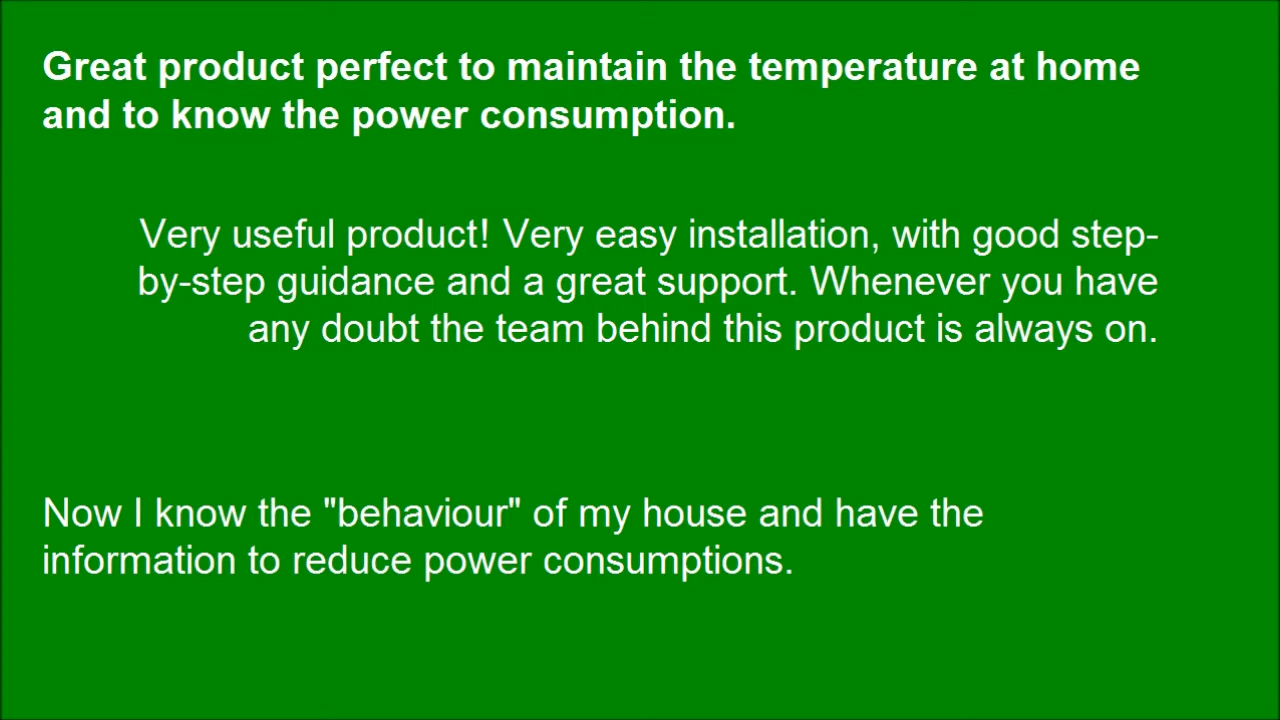 Great product perfect to maintain the temperature at home
and to know the power consumption.
Very useful product! Very easy installation, with good step-
by-step guidance and a great support. Whenever you have
any doubt the team behind this product is always on.
Now I know the "behaviour" of my house and have the
information to reduce power consumptions.